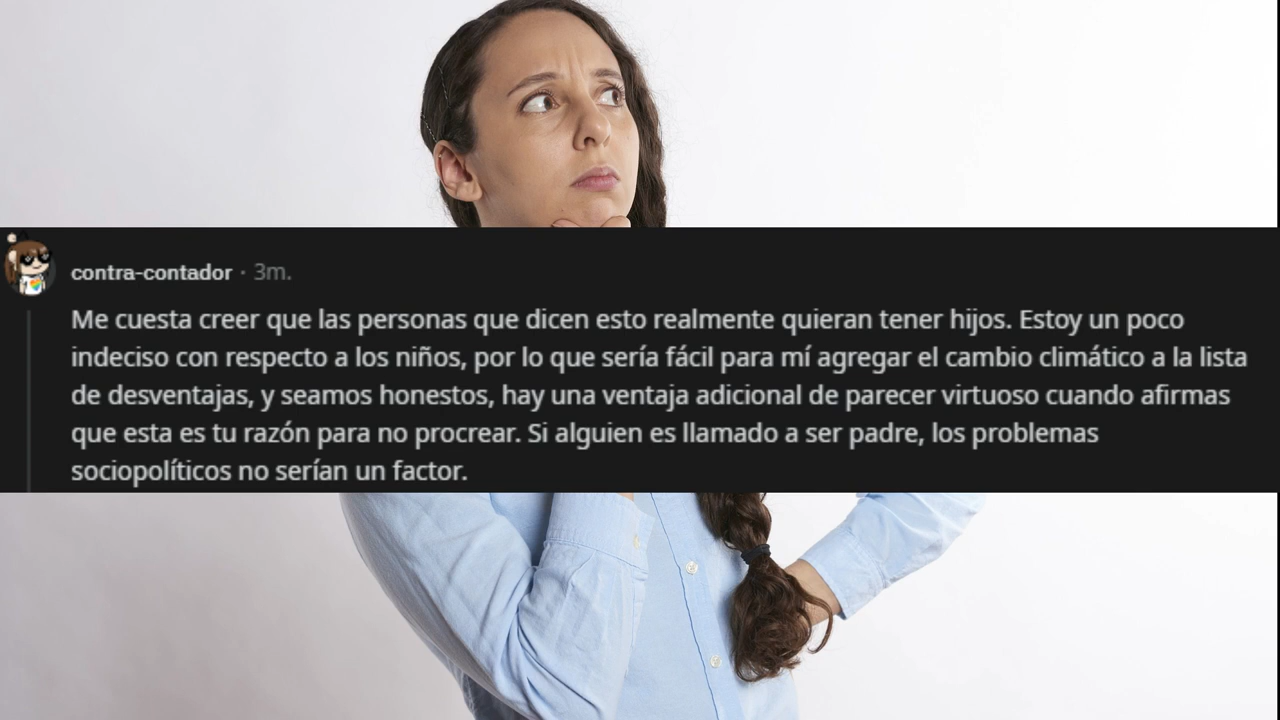 contra-contador · 3m.
Me cuesta creer que las personas que dicen esto realmente quieran tener hijos. Estoy un poco
indeciso con respecto a los niños, por lo que sería fácil para mí agregar el cambio climático a la lista
de desventajas, y seamos honestos, hay una ventaja adicional de parecer virtuoso cuando afirmas
que esta es tu razón para no procrear. Si alguien es llamado a ser padre, los problemas
sociopolíticos no serían un factor.